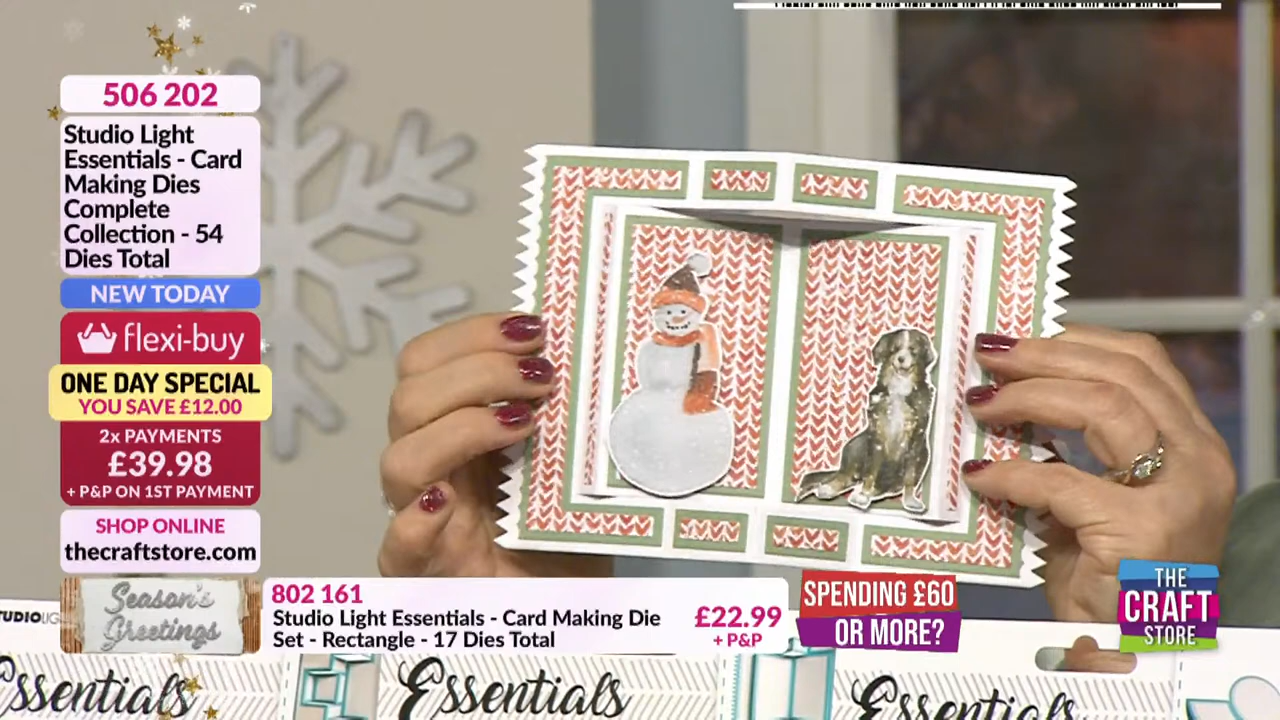 506 202
Studio Light
Essentials - Card
Making Dies
Complete
Collection - 54
Dies Total
NEW TODAY
flexi-buy
ONE DAY SPECIAL
YOU SAVE £12.00
2x PAYMENTS
£39.98
+ P&P ON 1ST PAYMENT
SHOP ONLINE
thecraftstore.com
Season's
Greetings
802 161
Studio Light Essentials - Card Making Die
Set - Rectangle - 17 Dies Total
£22.99
+ P&P
SPENDING £60
OR MORE?
THE
CRAFT
STORE
Essentials
Essentials
Essentials